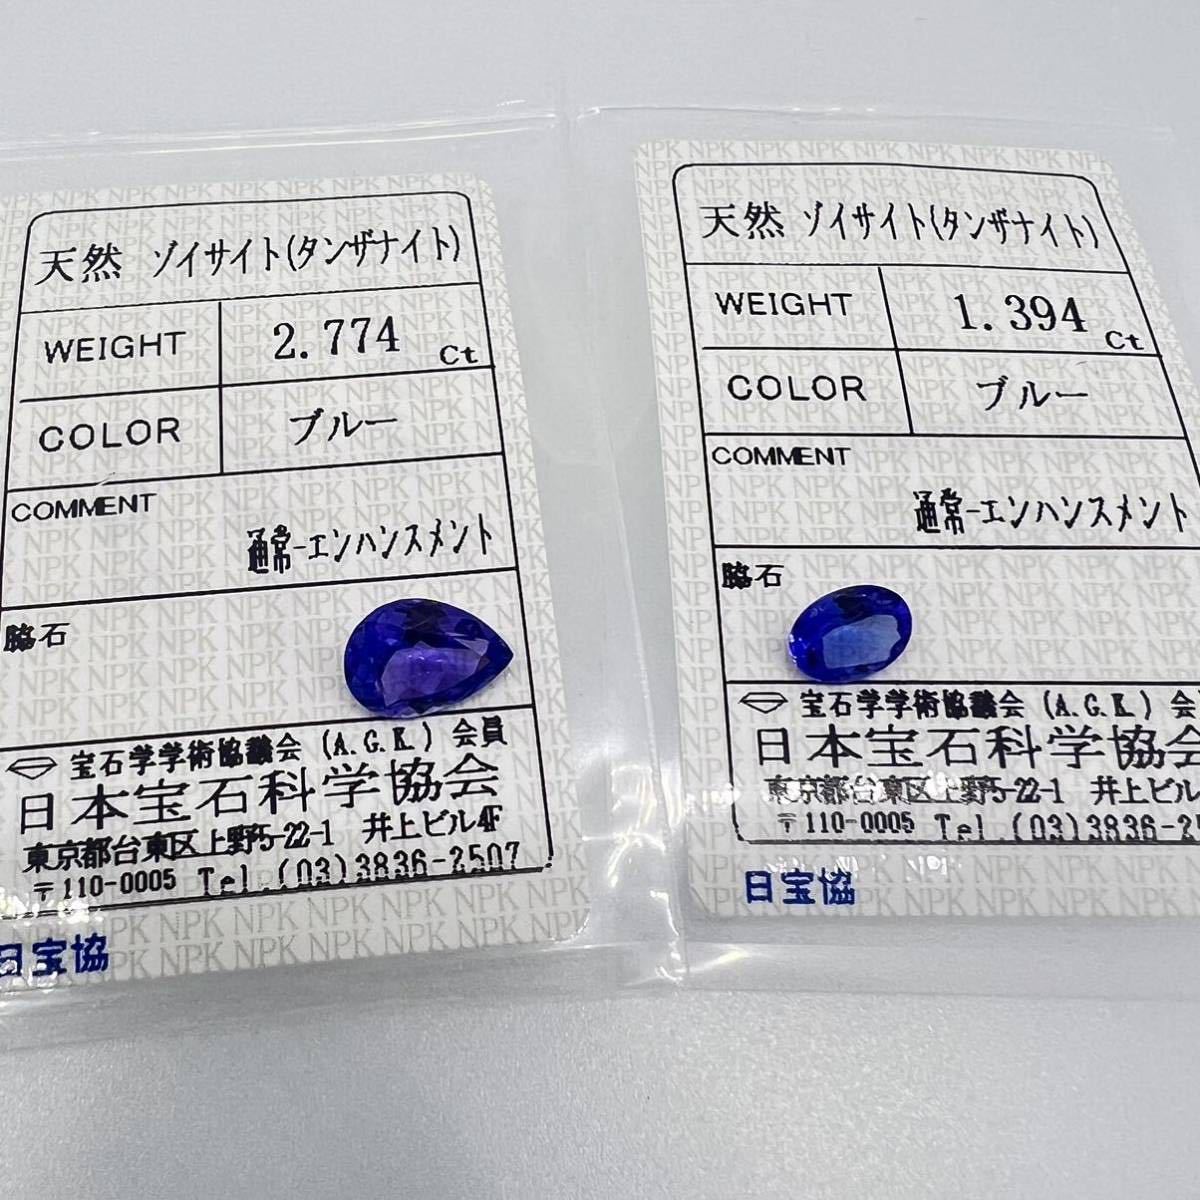 天然 ゾイサイト(タンザナイト)
WEIGHT 2.774 Ct
COLOR ブルー
COMMENT
通常-エンハンスメント
脇石
宝石学学術協議会 (A.G.K.) 会員
日本宝石科学協会
東京都台東区上野5-22-1 井上ビル4F
〒110-0005 Tel.(03)3836-2507
日宝協
天然 ゾイサイト(タンザナイト)
WEIGHT 1.394 Ct
COLOR ブルー
COMMENT
通常-エンハンスメント
脇石
宝石学学術協議会 (A.G.K.) 会
日本宝石科学協会
東京都台東区上野5-22-1 井上ビル
〒110-0005 Tel.(03)3836-25
日宝協